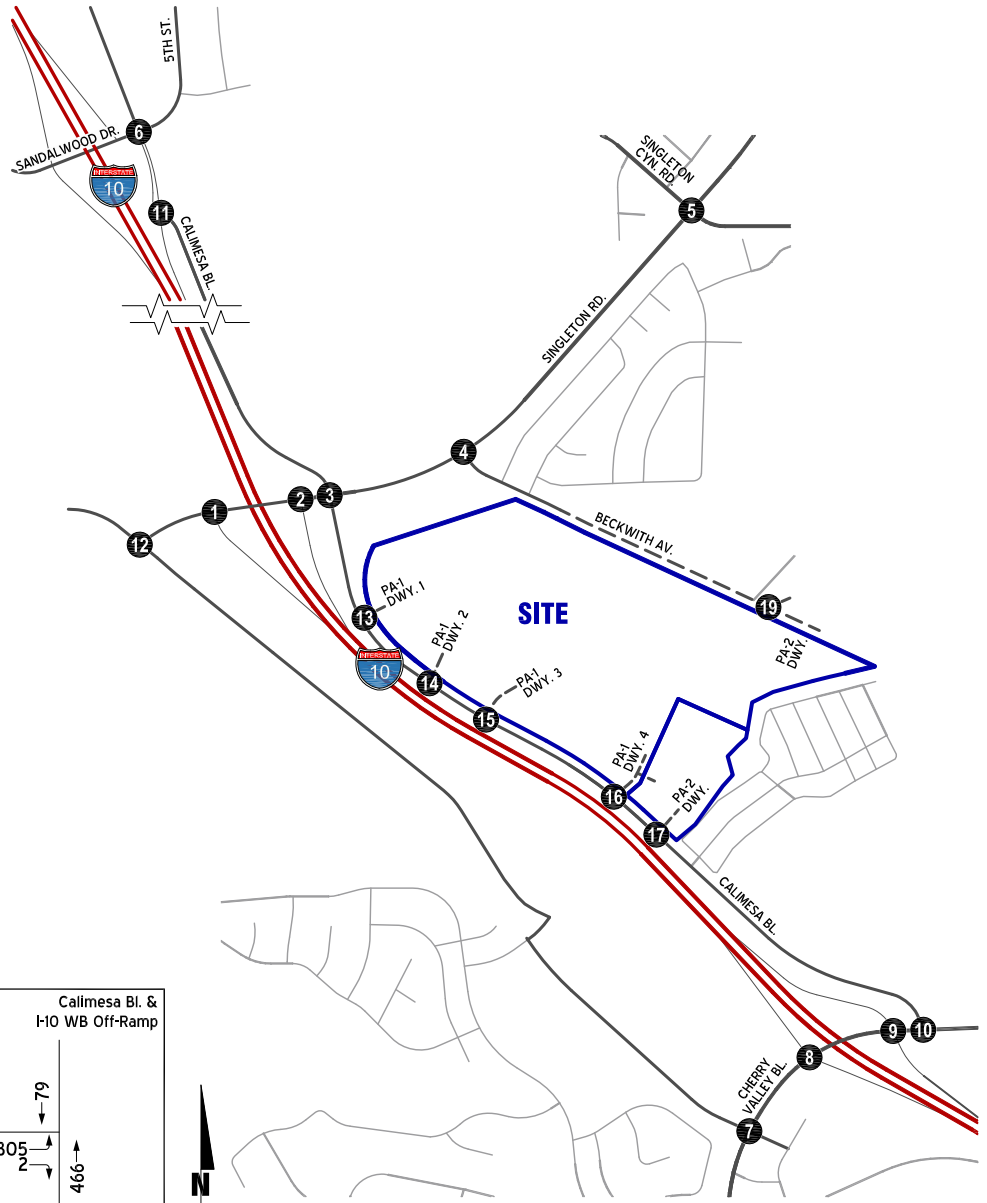 5TH ST.
6
SANDALWOOD DR.
INTERSTATE
10
11
CALIMESA BL.
SINGLETON
CYN. RD.
5
SINGLETON RD.
4
3
2
1
12
BECKWITH AV.
19
PA-2
DWY.
SITE
PA-1
DWY. 1
13
PA-1
DWY. 2
14
INTERSTATE
10
PA-1
DWY. 3
15
PA-1
DWY. 4
16
PA-2
DWY.
17
CALIMESA BL.
9
10
8
CHERRY
VALLEY BL.
7
Calimesa Bl. &
I-10 WB Off-Ramp
79
305
2
466
N